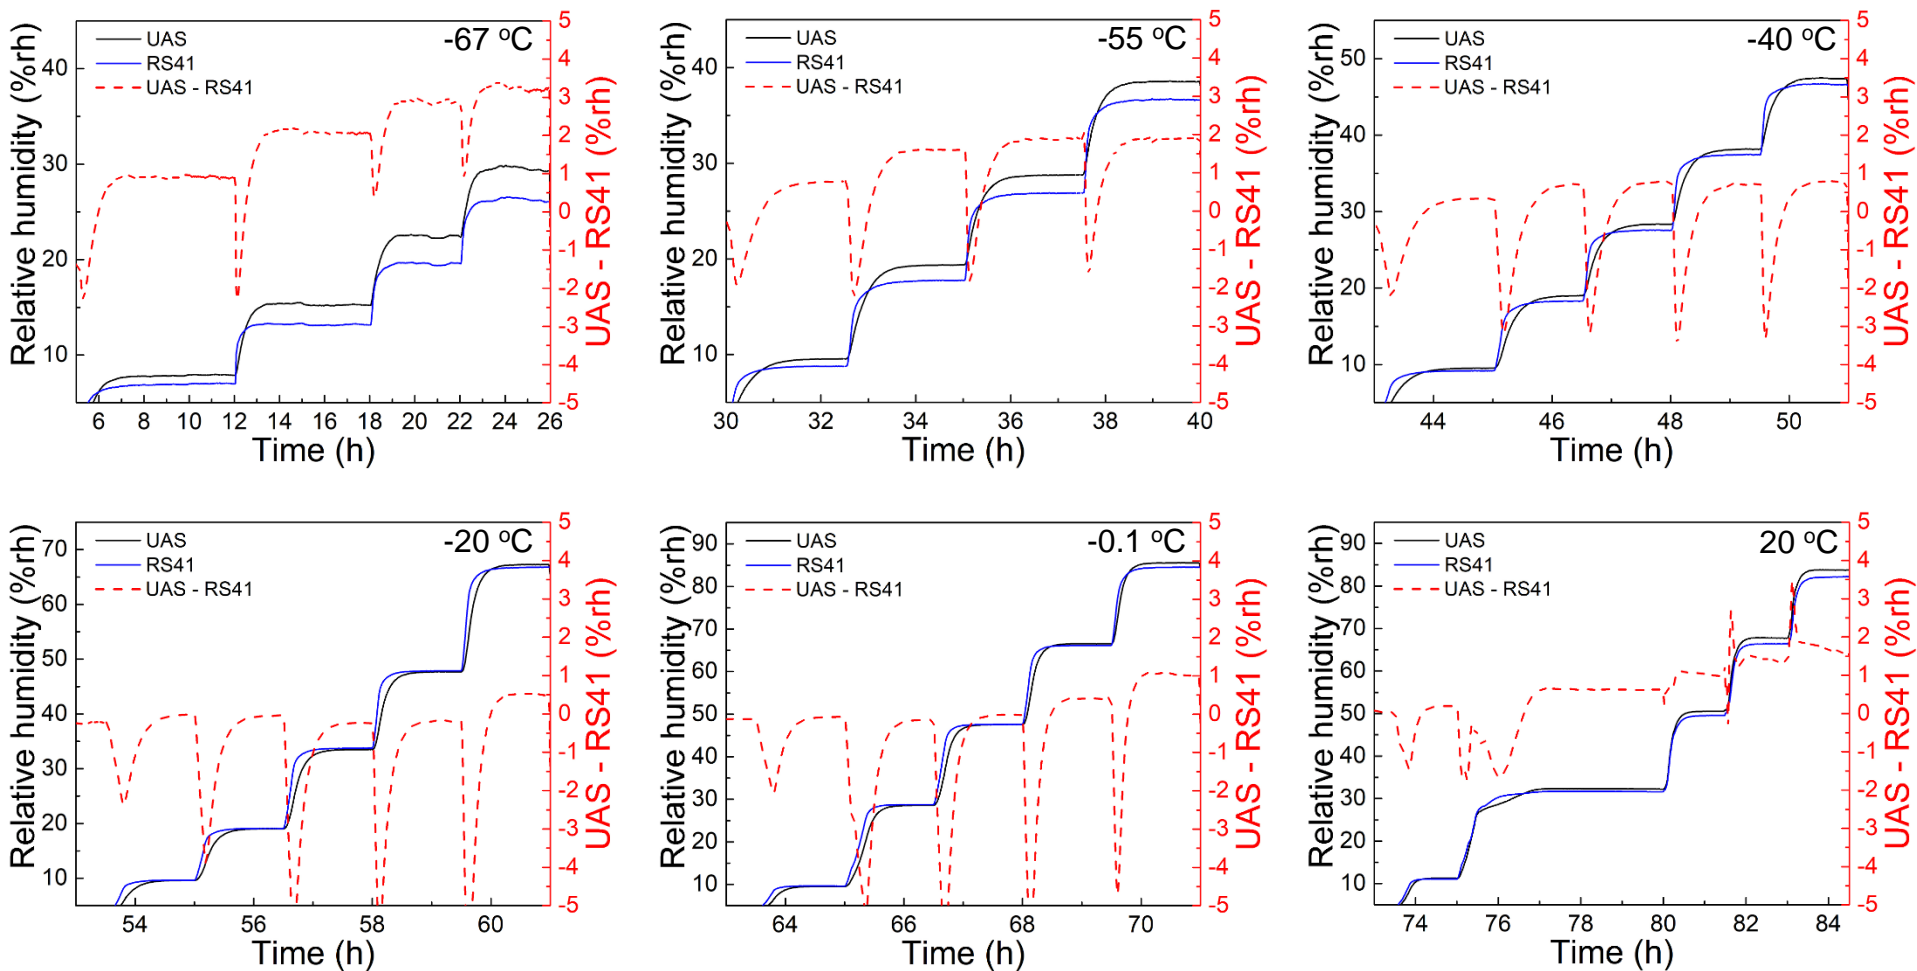 -67 °C
UAS
RS41
UAS - RS41
Relative humidity (%rh)
40
30
20
10
5
4
3
2
1
0
-1
-2
-3
-4
-5
UAS - RS41 (%rh)
6 8 10 12 14 16 18 20 22 24 26
Time (h)
-55 °C
UAS
RS41
UAS - RS41
Relative humidity (%rh)
40
30
20
10
5
4
3
2
1
0
-1
-2
-3
-4
-5
UAS - RS41 (%rh)
30 32 34 36 38 40
Time (h)
-40 °C
UAS
RS41
UAS - RS41
Relative humidity (%rh)
50
40
30
20
10
5
4
3
2
1
0
-1
-2
-3
-4
-5
UAS - RS41 (%rh)
44 46 48 50
Time (h)
-20 °C
UAS
RS41
UAS - RS41
Relative humidity (%rh)
70
60
50
40
30
20
10
5
4
3
2
1
0
-1
-2
-3
-4
-5
UAS - RS41 (%rh)
54 56 58 60
Time (h)
-0.1 °C
UAS
RS41
UAS - RS41
Relative humidity (%rh)
90
80
70
60
50
40
30
20
10
5
4
3
2
1
0
-1
-2
-3
-4
-5
UAS - RS41 (%rh)
64 66 68 70
Time (h)
20 °C
UAS
RS41
UAS - RS41
Relative humidity (%rh)
90
80
70
60
50
40
30
20
10
5
4
3
2
1
0
-1
-2
-3
-4
-5
UAS - RS41 (%rh)
74 76 78 80 82 84
Time (h)